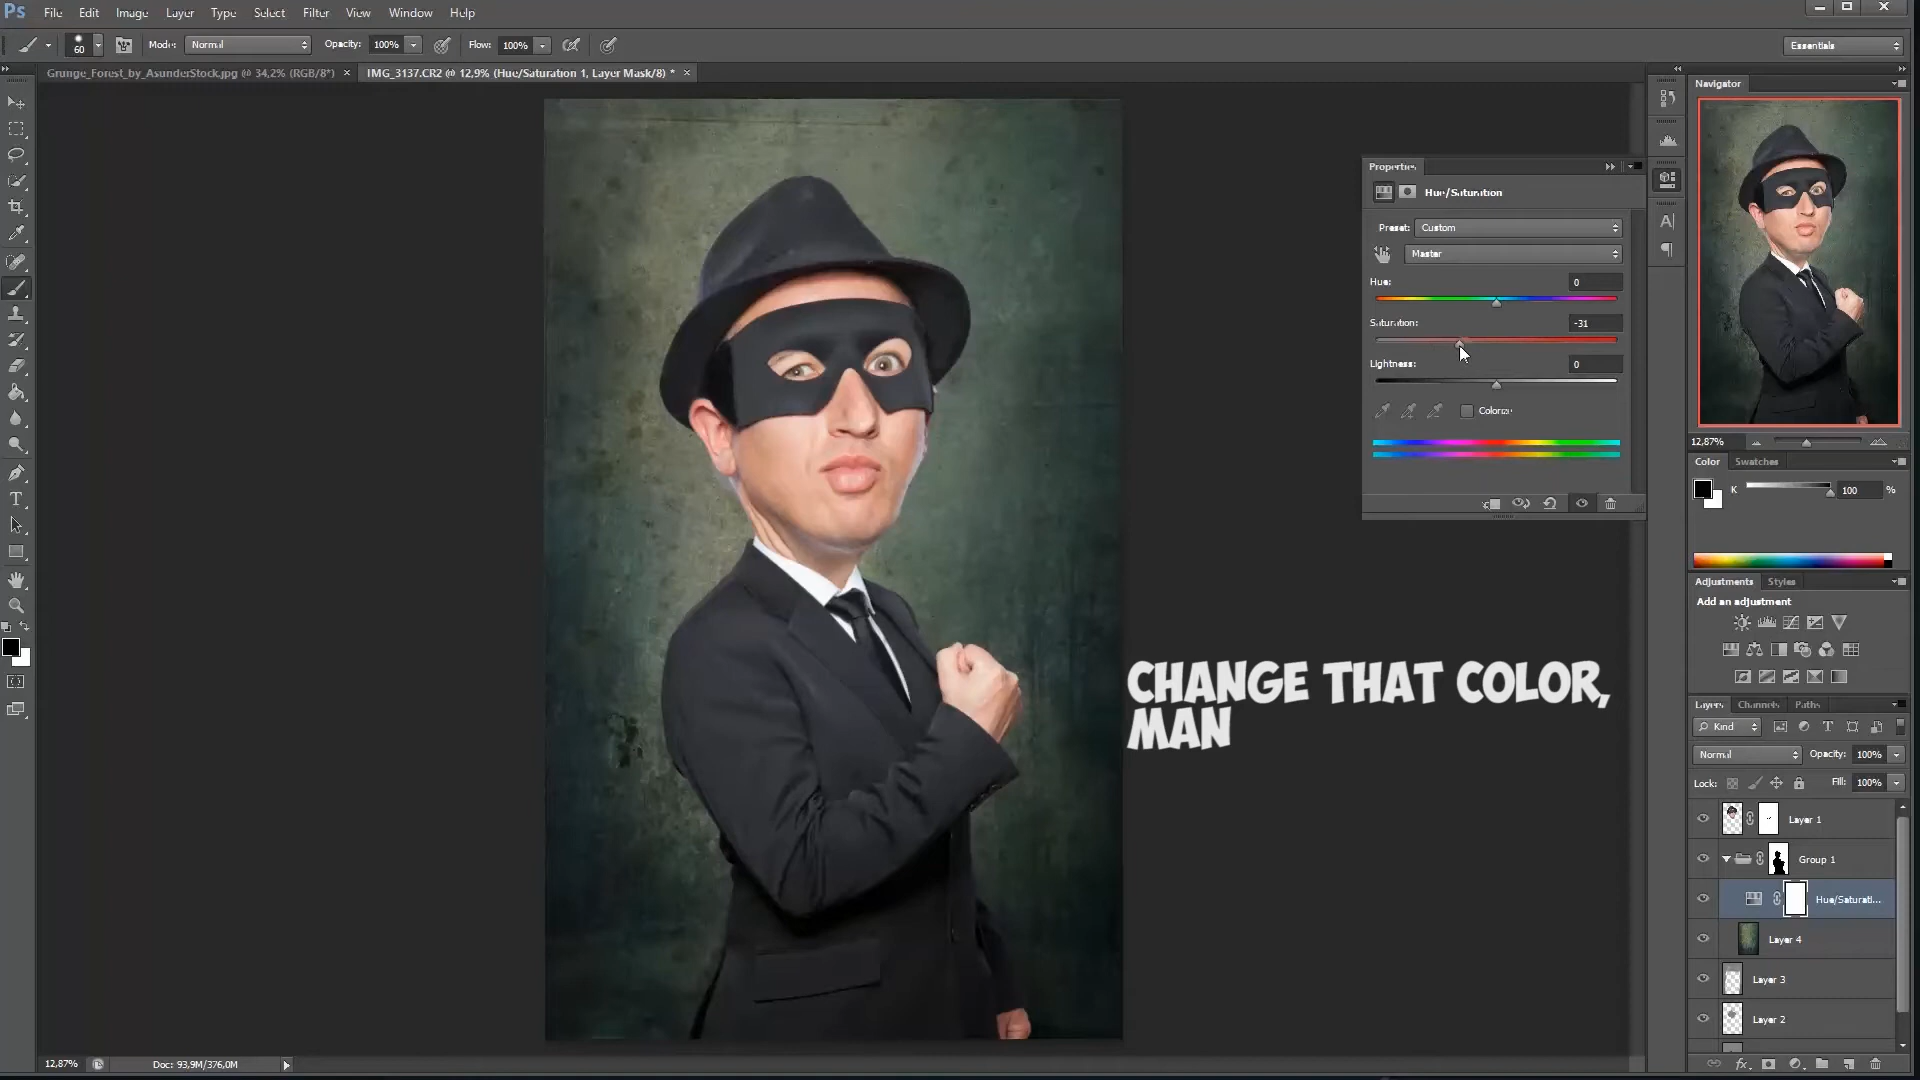 Ps File Edit Image Layer Type Select Filter View Window Help
60 Mode: Normal Opacity: 100% Flow: 100% Essentials
Grunge_Forest_by_AsunderStock.jpg @ 34,2% (RGB/8*) × IMG_3137.CR2 @ 12,9% (Hue/Saturation 1, Layer Mask/8) * ×
Navigator
Properties
Hue/Saturation
Preset: Custom
Master
Hue: 0
Saturation: -31
Lightness: 0
Colorize
12,87%
Color Swatches
K 100 %
Adjustments Styles
Add an adjustment
CHANGE THAT COLOR,
MAN
Layers Channels Paths
Kind
Normal Opacity: 100%
Lock: Fill: 100%
Layer 1
Group 1
Hue/Saturati...
Layer 4
Layer 3
Layer 2
12,87% Doc: 93,9M/376,0M